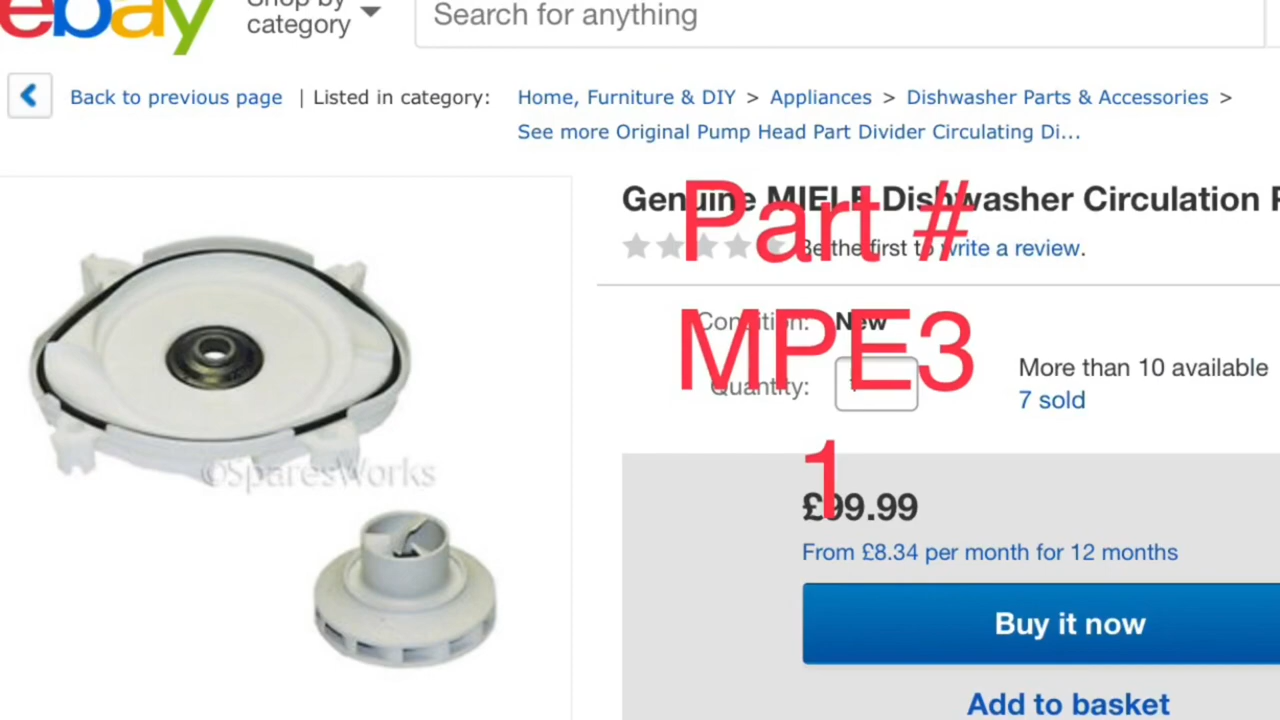 ebay
Shop by
category
Search for anything
Back to previous page | Listed in category:
Home, Furniture & DIY > Appliances > Dishwasher Parts & Accessories >
See more Original Pump Head Part Divider Circulating Di...
Genuine MIELE Dishwasher Circulation
Be the first to write a review.
Part #
MPE3
1
Condition: New
Quantity:
More than 10 available
7 sold
£99.99
From £8.34 per month for 12 months
Buy it now
Add to basket
©SparesWorks